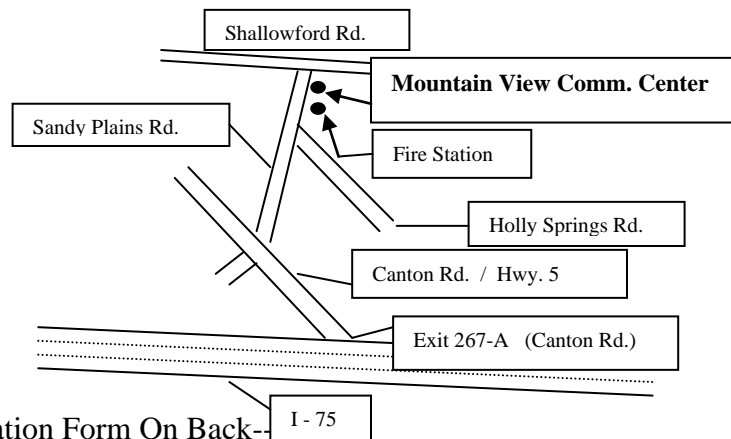 Shallowford Rd.
Mountain View Comm. Center
Sandy Plains Rd.
Fire Station
Holly Springs Rd.
Canton Rd. / Hwy. 5
Exit 267-A (Canton Rd.)
ation Form On Back--
I - 75